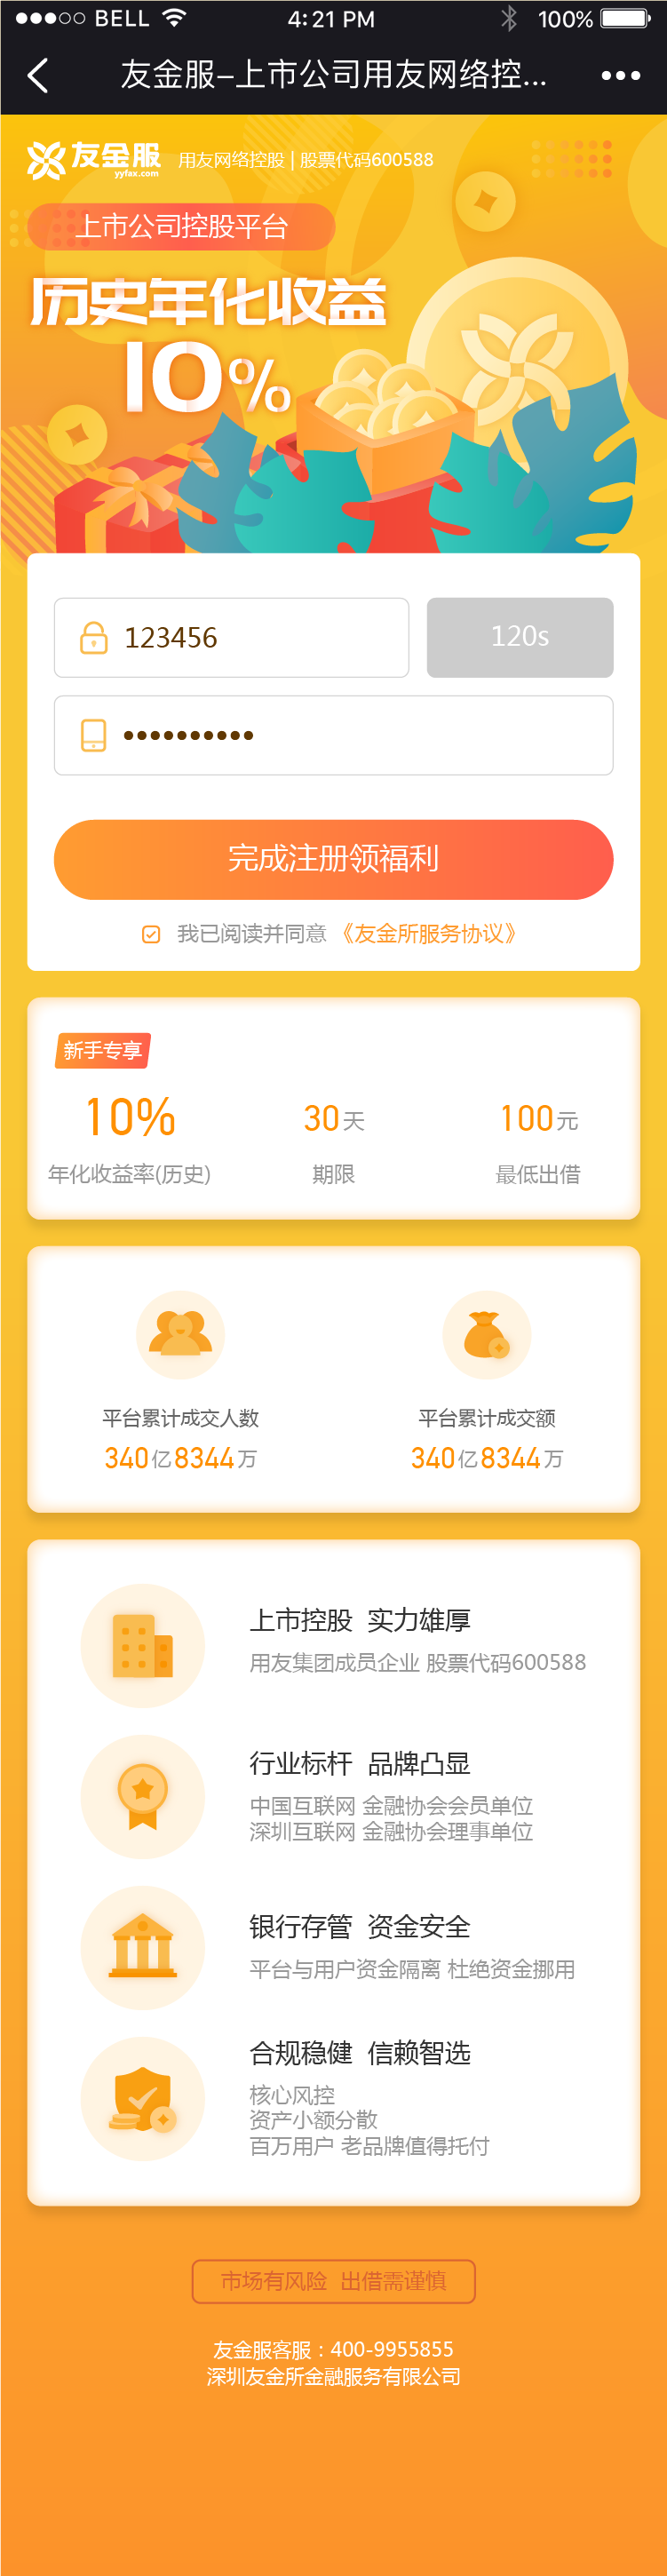 BELL 4:21 PM 100%
友金服–上市公司用友网络控...
友金服 用友网络控股 | 股票代码600588
yyfax.com
上市公司控股平台
历史年化收益
10%
123456 120s
完成注册领福利
我已阅读并同意《友金所服务协议》
新手专享
10% 30天 100元
年化收益率(历史) 期限 最低出借
平台累计成交人数 平台累计成交额
340亿8344万 340亿8344万
上市控股 实力雄厚
用友集团成员企业 股票代码600588
行业标杆 品牌凸显
中国互联网 金融协会会员单位
深圳互联网 金融协会理事单位
银行存管 资金安全
平台与用户资金隔离 杜绝资金挪用
合规稳健 信赖智选
核心风控
资产小额分散
百万用户 老品牌值得托付
市场有风险 出借需谨慎
友金服客服：400-9955855
深圳友金所金融服务有限公司